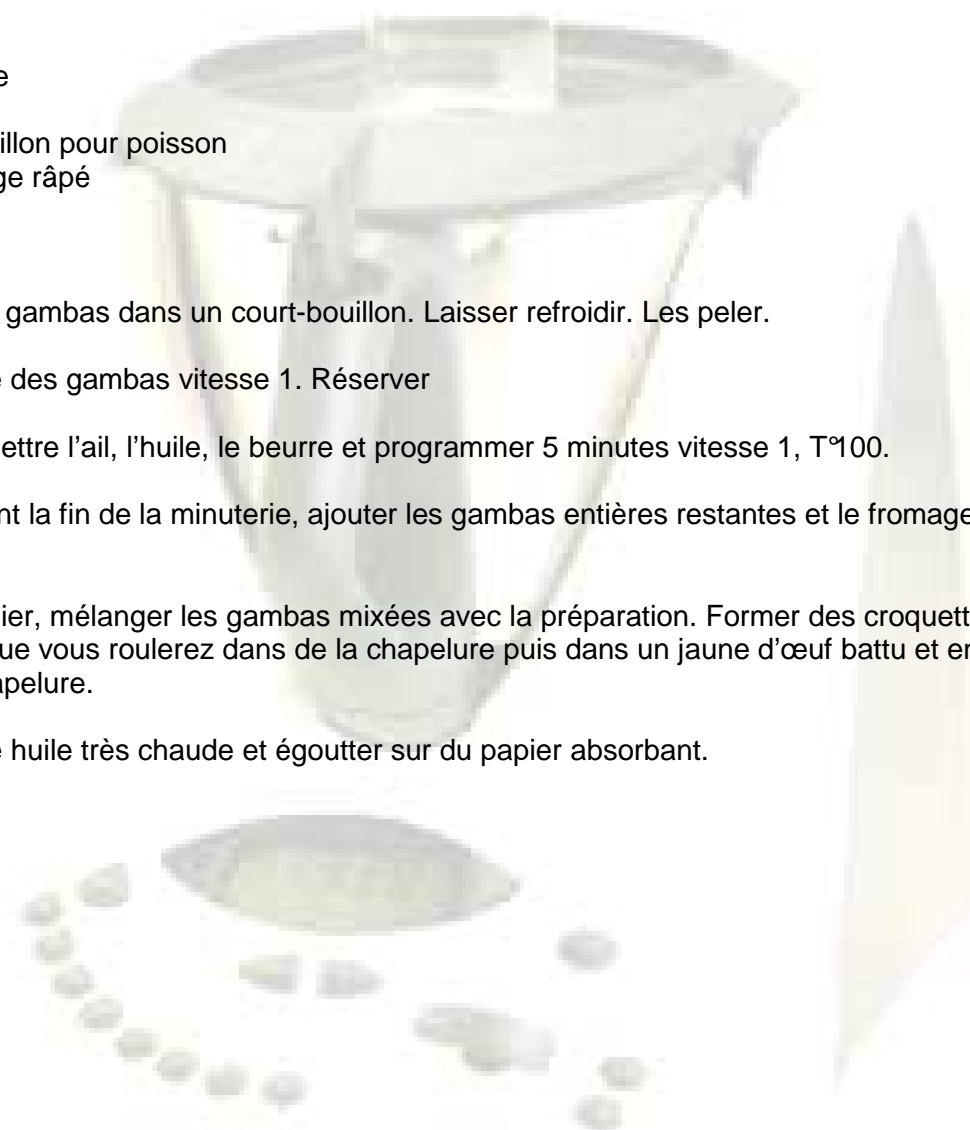 e
illon pour poisson
ge râpé
gambas dans un court-bouillon. Laisser refroidir. Les peler.
e des gambas vitesse 1. Réserver
ettre l’ail, l’huile, le beurre et programmer 5 minutes vitesse 1, T°100.
nt la fin de la minuterie, ajouter les gambas entières restantes et le fromage
ier, mélanger les gambas mixées avec la préparation. Former des croquett
ue vous roulerez dans de la chapelure puis dans un jaune d’œuf battu et en
apelure.
e huile très chaude et égoutter sur du papier absorbant.